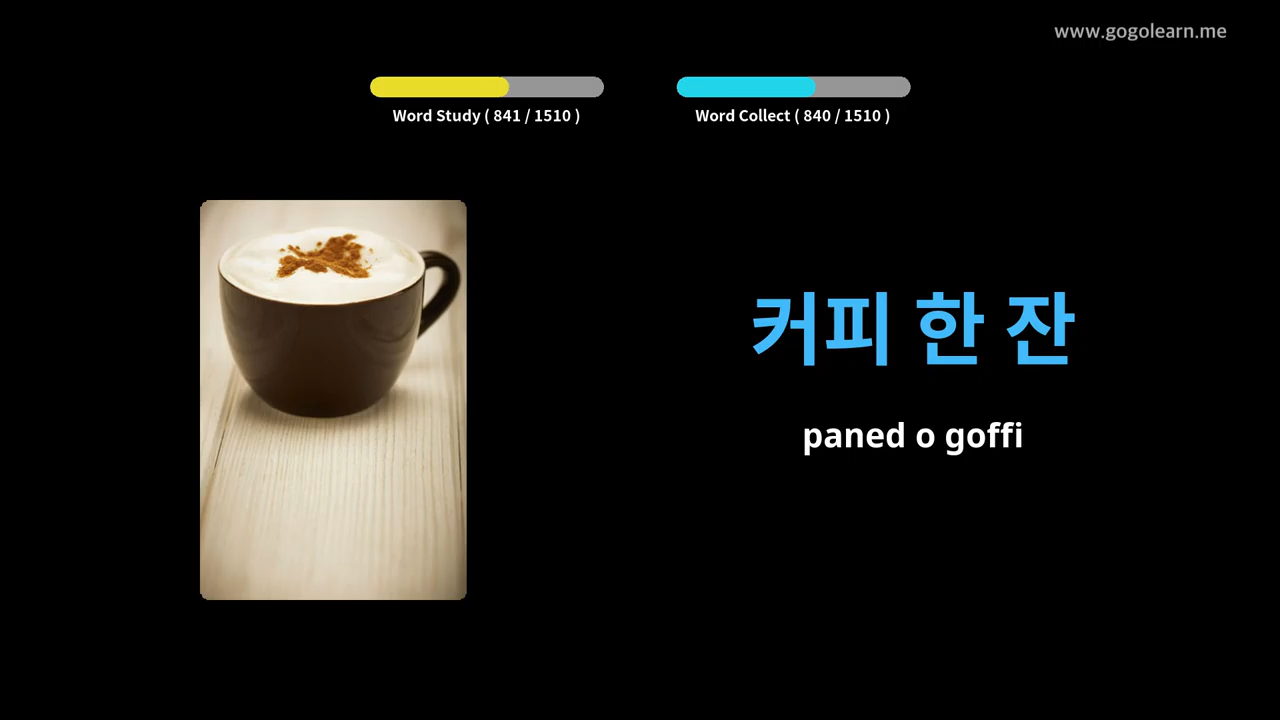 www.gogolearn.me
Word Study ( 841 / 1510 )
Word Collect ( 840 / 1510 )
커피 한 잔
paned o goffi